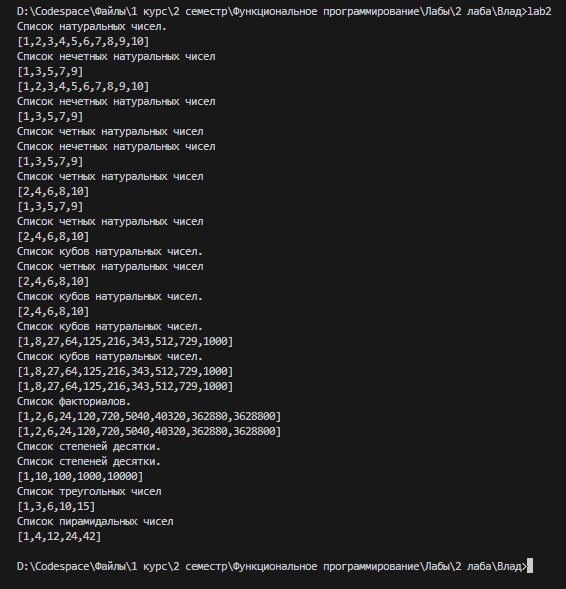 D:\Codespace\Файлы\1 курс\2 семестр\Функциональное программирование\Лабы\2 лаба\Влад>lab2
Список натуральных чисел.
[1,2,3,4,5,6,7,8,9,10]
Список нечетных натуральных чисел
[1,3,5,7,9]
[1,2,3,4,5,6,7,8,9,10]
Список нечетных натуральных чисел
[1,3,5,7,9]
Список четных натуральных чисел
Список нечетных натуральных чисел
[1,3,5,7,9]
Список четных натуральных чисел
[2,4,6,8,10]
[1,3,5,7,9]
Список четных натуральных чисел
[2,4,6,8,10]
Список кубов натуральных чисел.
Список четных натуральных чисел
[2,4,6,8,10]
Список кубов натуральных чисел.
[2,4,6,8,10]
Список кубов натуральных чисел.
[1,8,27,64,125,216,343,512,729,1000]
Список кубов натуральных чисел.
[1,8,27,64,125,216,343,512,729,1000]
[1,8,27,64,125,216,343,512,729,1000]
Список факториалов.
[1,2,6,24,120,720,5040,40320,362880,3628800]
[1,2,6,24,120,720,5040,40320,362880,3628800]
Список степеней десятки.
Список степеней десятки.
[1,10,100,1000,10000]
Список треугольных чисел
[1,3,6,10,15]
Список пирамидальных чисел
[1,4,12,24,42]
D:\Codespace\Файлы\1 курс\2 семестр\Функциональное программирование\Лабы\2 лаба\Влад>